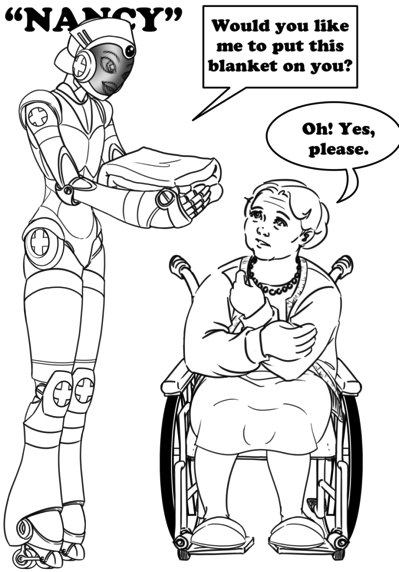 “NANCY”
Would you like
me to put this
blanket on you?
Oh! Yes,
please.